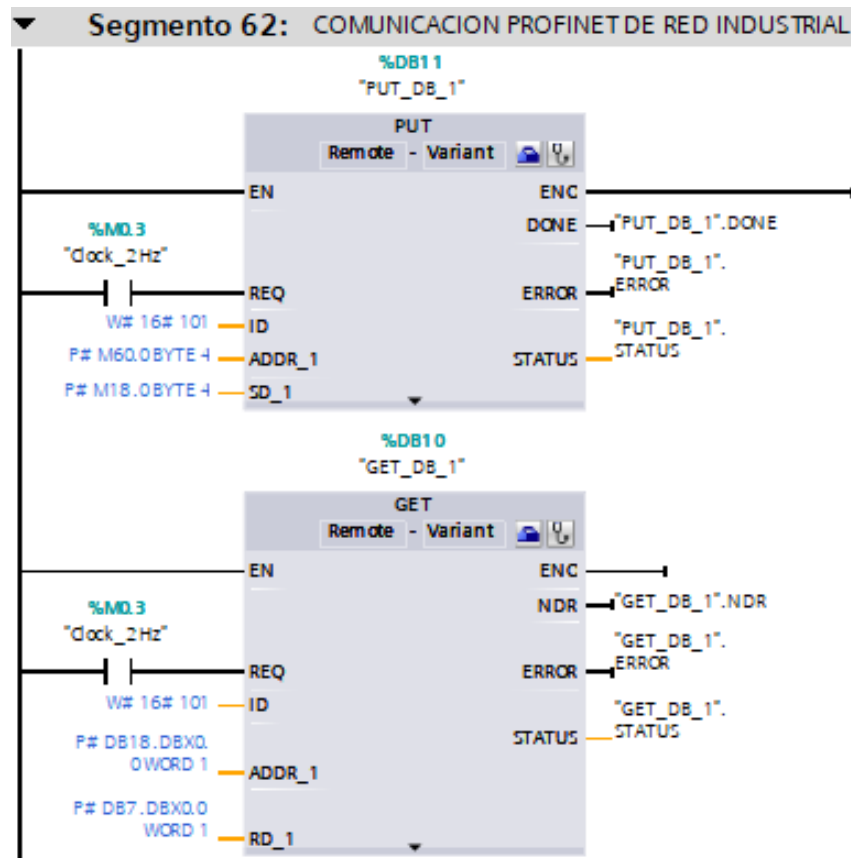 Segmento 62: COMUNICACION PROFINET DE RED INDUSTRIAL
%DB11
"PUT_DB_1"
PUT
Remote - Variant
EN
ENO
DONE
"PUT_DB_1".DONE
%M0.3
"Clock_2Hz"
REQ
ERROR
"PUT_DB_1".
ERROR
W# 16# 101
ID
P# M60.0 BYTE 4
ADDR_1
STATUS
"PUT_DB_1".
STATUS
P# M18.0 BYTE 4
SD_1
%DB10
"GET_DB_1"
GET
Remote - Variant
EN
ENO
NDR
"GET_DB_1".NDR
%M0.3
"Clock_2Hz"
REQ
ERROR
"GET_DB_1".
ERROR
W# 16# 101
ID
STATUS
"GET_DB_1".
STATUS
P# DB18.DBX0.
0 WORD 1
ADDR_1
P# DB7.DBX0.0
WORD 1
RD_1